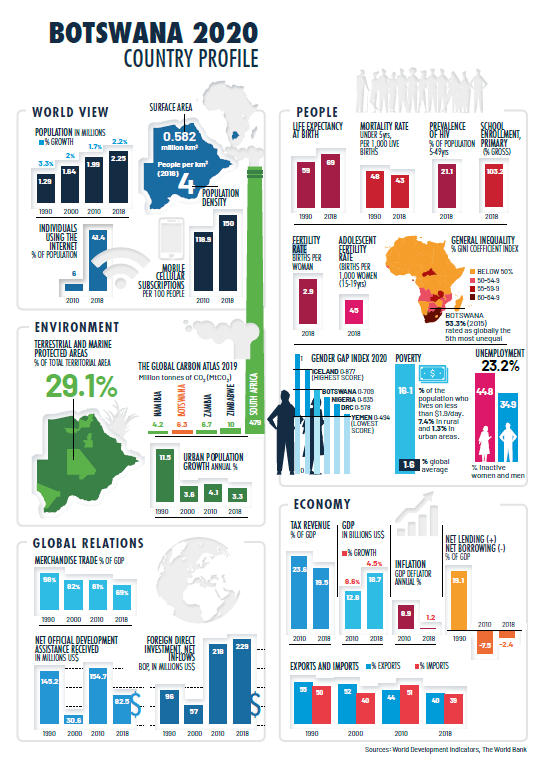 BOTSWANA 2020
COUNTRY PROFILE
WORLD VIEW
POPULATION IN MILLIONS
% GROWTH
3.3%
2%
1.7%
2.2%
1.29
1.64
1.99
2.25
1990 2000 2010 2018
SURFACE AREA
0.582
million km²
People per km²
(2018)
4
POPULATION
DENSITY
INDIVIDUALS
USING THE
INTERNET
% OF POPULATION
6
41.4
2010 2018
MOBILE
CELLULAR
SUBSCRIPTIONS
PER 100 PEOPLE
118.9
150
2010 2018
ENVIRONMENT
TERRESTRIAL AND MARINE
PROTECTED AREAS
% OF TOTAL TERRITORIAL AREA
29.1%
THE GLOBAL CARBON ATLAS 2019
Million tonnes of CO₂ (MtCO₂)
NAMIBIA
BOTSWANA
ZAMBIA
ZIMBABWE
SOUTH AFRICA
4.2 6.3 6.7 10 479
URBAN POPULATION
GROWTH ANNUAL %
11.5
3.6
4.1
3.3
1990 2000 2010 2018
GLOBAL RELATIONS
MERCHANDISE TRADE % OF GDP
98%
82%
81%
69%
1990 2000 2010 2018
NET OFFICIAL DEVELOPMENT
ASSISTANCE RECEIVED
IN MILLIONS US$
145.2
30.6
154.7
82.5
$
1990 2000 2010 2018
FOREIGN DIRECT
INVESTMENT, NET
INFLOWS
BOP, IN MILLIONS US$
96
57
218
229
$
1990 2000 2010 2018
PEOPLE
LIFE EXPECTANCY
AT BIRTH
59
69
1990 2018
MORTALITY RATE
UNDER 5yrs,
PER 1,000 LIVE
BIRTHS
48
43
1990 2018
PREVALENCE
OF HIV
% OF POPULATION
5-49yrs
21.1
2018
SCHOOL
ENROLLMENT,
PRIMARY
(% GROSS)
103.2
2018
FERTILITY
RATE
BIRTHS PER
WOMAN
2.9
2018
ADOLESCENT
FERTILITY
RATE
(BIRTHS PER
1,000 WOMEN
(15-19yrs)
45
2018
GENERAL INEQUALITY
% GINI COEFFICIENT INDEX
BELOW 50%
50-54.9
55-59.9
60-64.9
BOTSWANA
53.3% (2015)
rated as globally the
5th most unequal
GENDER GAP INDEX 2020
1
ICELAND 0-877
(HIGHEST SCORE)
BOTSWANA 0-709
NIGERIA 0-635
DRC 0-578
YEMEN 0-494
(LOWEST
SCORE)
0
POVERTY
16.1
$
% of the
population who
lives on less
than $1.9/day.
7.4% in rural
and 1.3% in
urban areas.
1.6
% global
average
UNEMPLOYMENT
23.2%
44.8
34.9
% Inactive
women and men
ECONOMY
TAX REVENUE
% OF GDP
23.6
19.5
2010 2018
GDP
IN BILLIONS US$
% GROWTH
8.6%
4.5%
12.8
18.7
2010 2018
INFLATION
GDP DEFLATOR
ANNUAL %
8.9
1.2
2010 2018
NET LENDING (+)
NET BORROWING (-)
% OF GDP
19.1
1990
2010 2018
-7.5
-2.4
EXPORTS AND IMPORTS
% EXPORTS
% IMPORTS
55 50
52 40
44 51
40 39
1990 2000 2010 2018
Sources: World Development Indicators, The World Bank